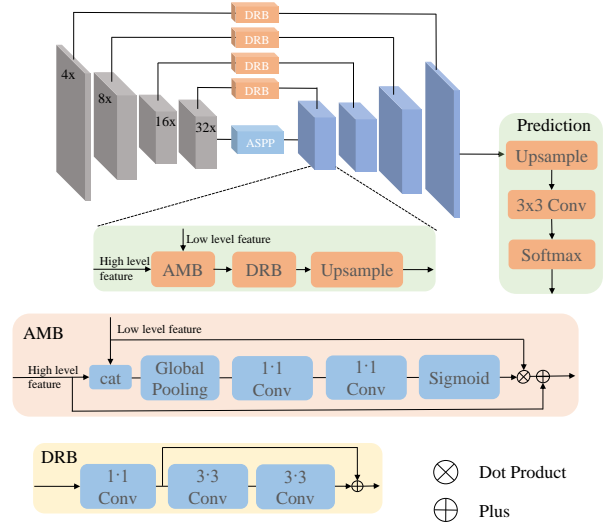 DRB
DRB
DRB
DRB
4x
8x
16x
32x
ASPP
Prediction
Upsample
3x3 Conv
Softmax
Low level feature
High level
feature
AMB
DRB
Upsample
AMB
Low level feature
High level
feature
cat
Global
Pooling
1·1
Conv
1·1
Conv
Sigmoid
DRB
1·1
Conv
3·3
Conv
3·3
Conv
Dot Product
Plus